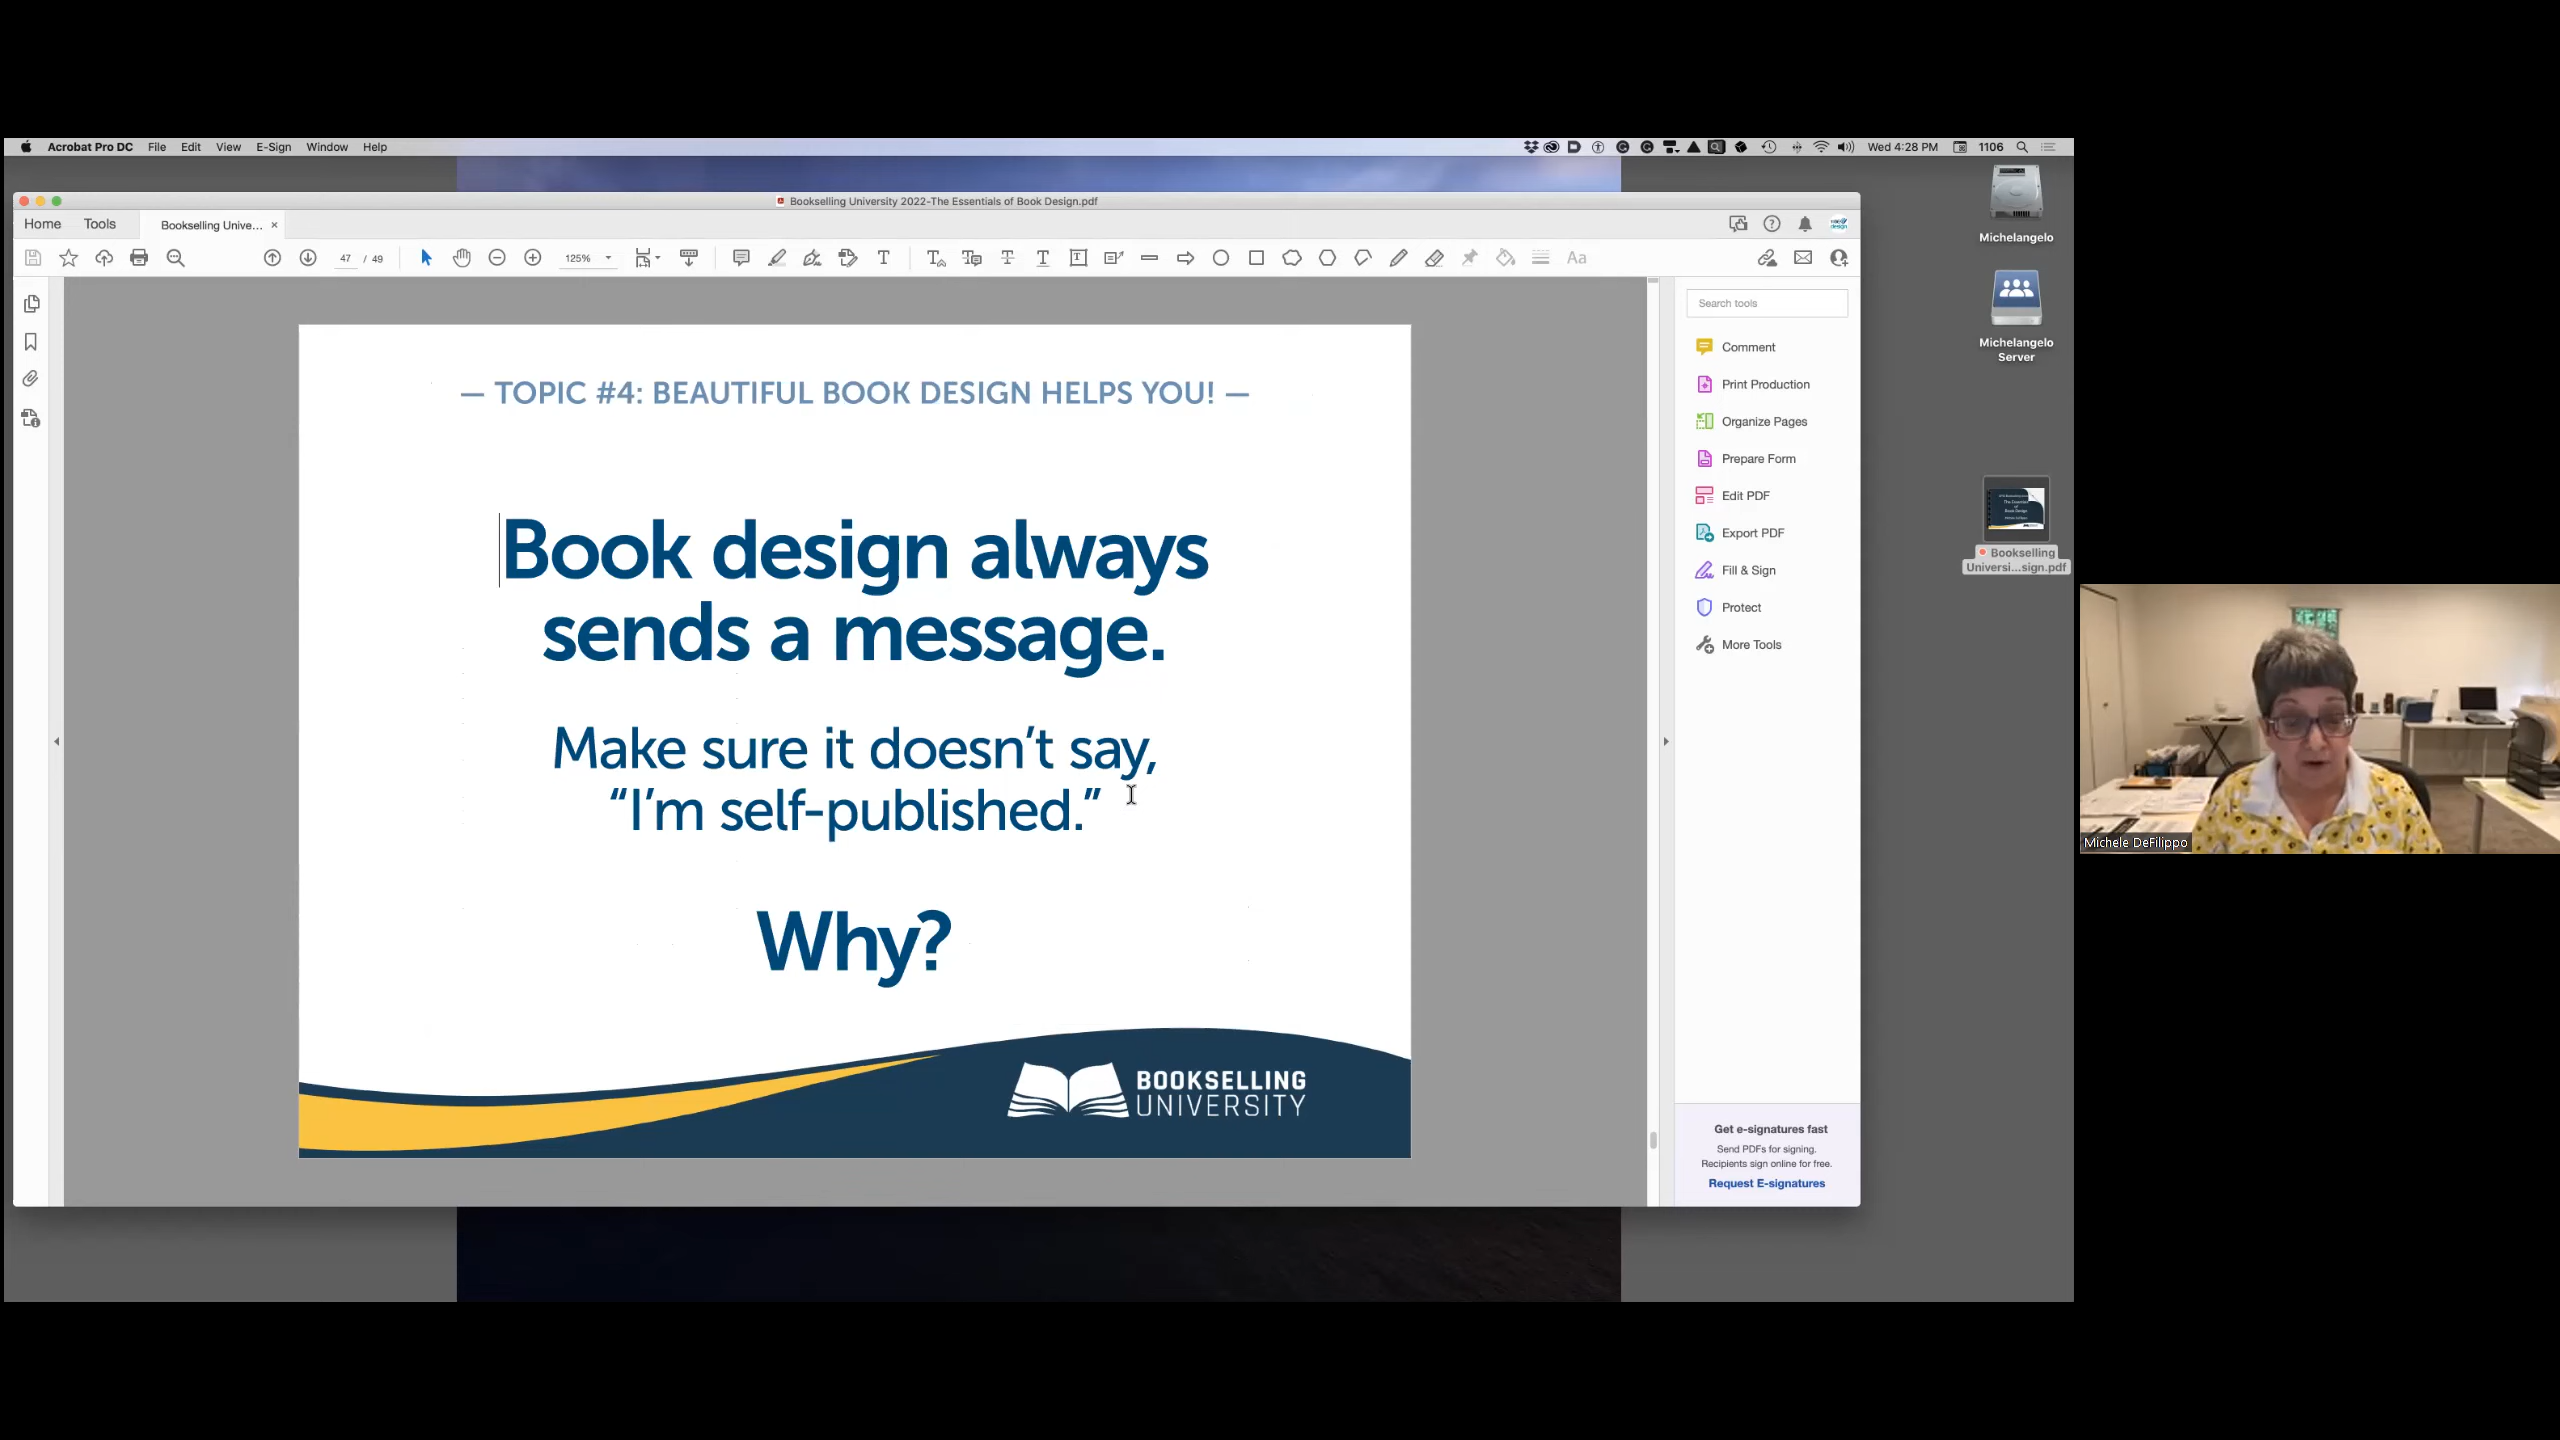 Acrobat Pro DC File Edit View E-Sign Window Help
Wed 4:28 PM 1106
Bookselling University 2022-The Essentials of Book Design.pdf
Home Tools Bookselling Unive... ×
47 / 49 125%
Aa
— TOPIC #4: BEAUTIFUL BOOK DESIGN HELPS YOU! —
Book design always
sends a message.
Make sure it doesn’t say,
“I’m self-published.”
Why?
BOOKSELLING
UNIVERSITY
Search tools
Comment
Print Production
Organize Pages
Prepare Form
Edit PDF
Export PDF
Fill & Sign
Protect
More Tools
Get e-signatures fast
Send PDFs for signing.
Recipients sign online for free.
Request E-signatures
Michelangelo
Michelangelo
Server
Bookselling
Universi...sign.pdf
Michele DeFilippo